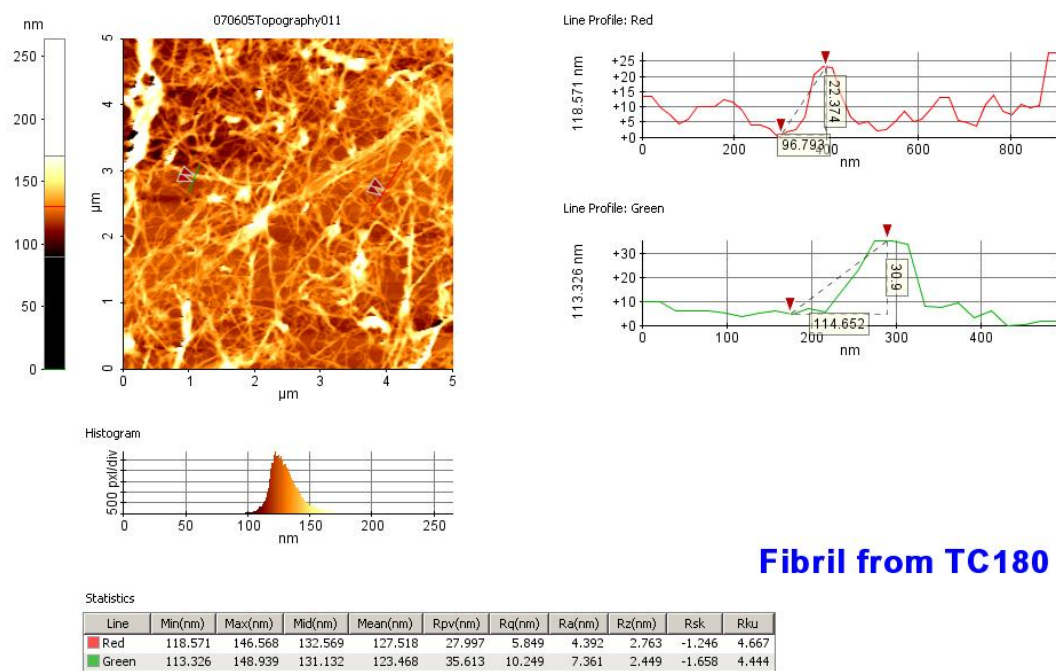 070605Topography011
nm
250
200
150
100
50
0
5
4
3
2
1
0
µm
0 1 2 3 4 5
µm
Line Profile: Red
118.571 nm
+25
+20
+15
+10
+5
+0
22.374
96.793
0 200 400 600 800
nm
Line Profile: Green
113.326 nm
+30
+20
+10
+0
30.9
114.652
0 100 200 300 400
nm
Histogram
500 pxl/div
0 50 100 150 200 250
nm
Fibril from TC180
Statistics
Line Min(nm) Max(nm) Mid(nm) Mean(nm) Rpv(nm) Rq(nm) Ra(nm) Rz(nm) Rsk Rku
Red 118.571 146.568 132.569 127.518 27.997 5.849 4.392 2.763 -1.246 4.667
Green 113.326 148.939 131.132 123.468 35.613 10.249 7.361 2.449 -1.658 4.444